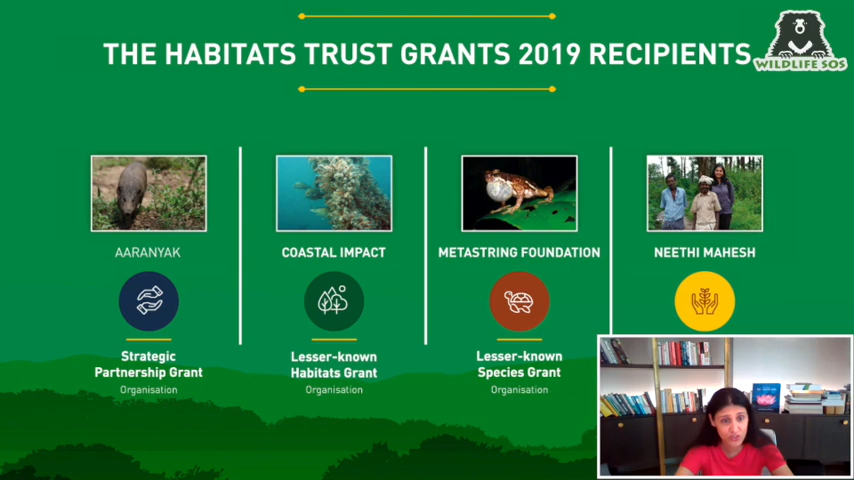 THE HABITATS TRUST GRANTS 2019 RECIPIENTS
WILDLIFE SOS
AARANYAK
COASTAL IMPACT
METASTRING FOUNDATION
NEETHI MAHESH
Strategic
Partnership Grant
Organisation
Lesser-known
Habitats Grant
Organisation
Lesser-known
Species Grant
Organisation